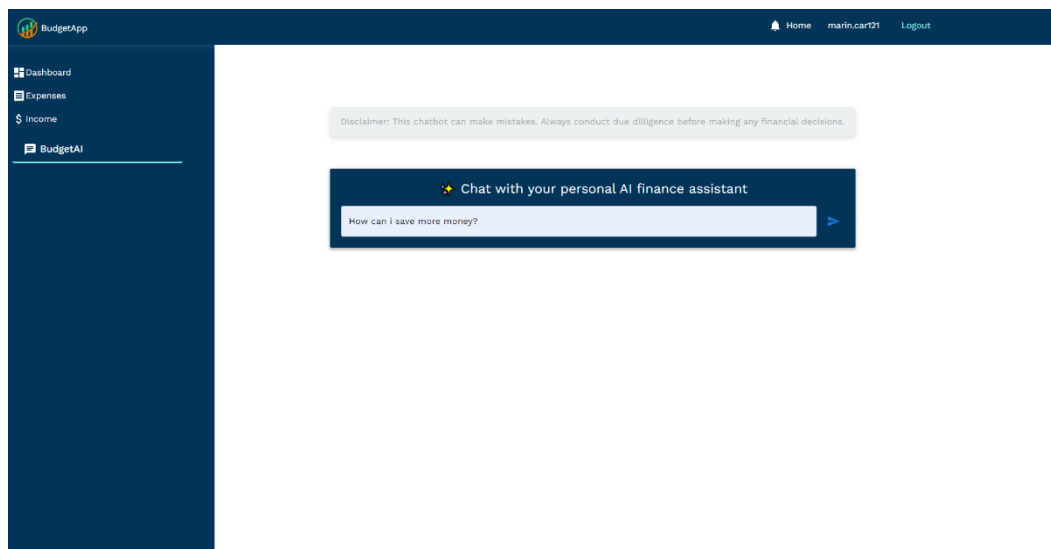 BudgetApp
Home marin.car121 Logout
Dashboard
Expenses
$ Income
BudgetAI
Disclaimer: This chatbot can make mistakes. Always conduct due dilligence before making any financial decisions.
✨ Chat with your personal AI finance assistant
How can i save more money?